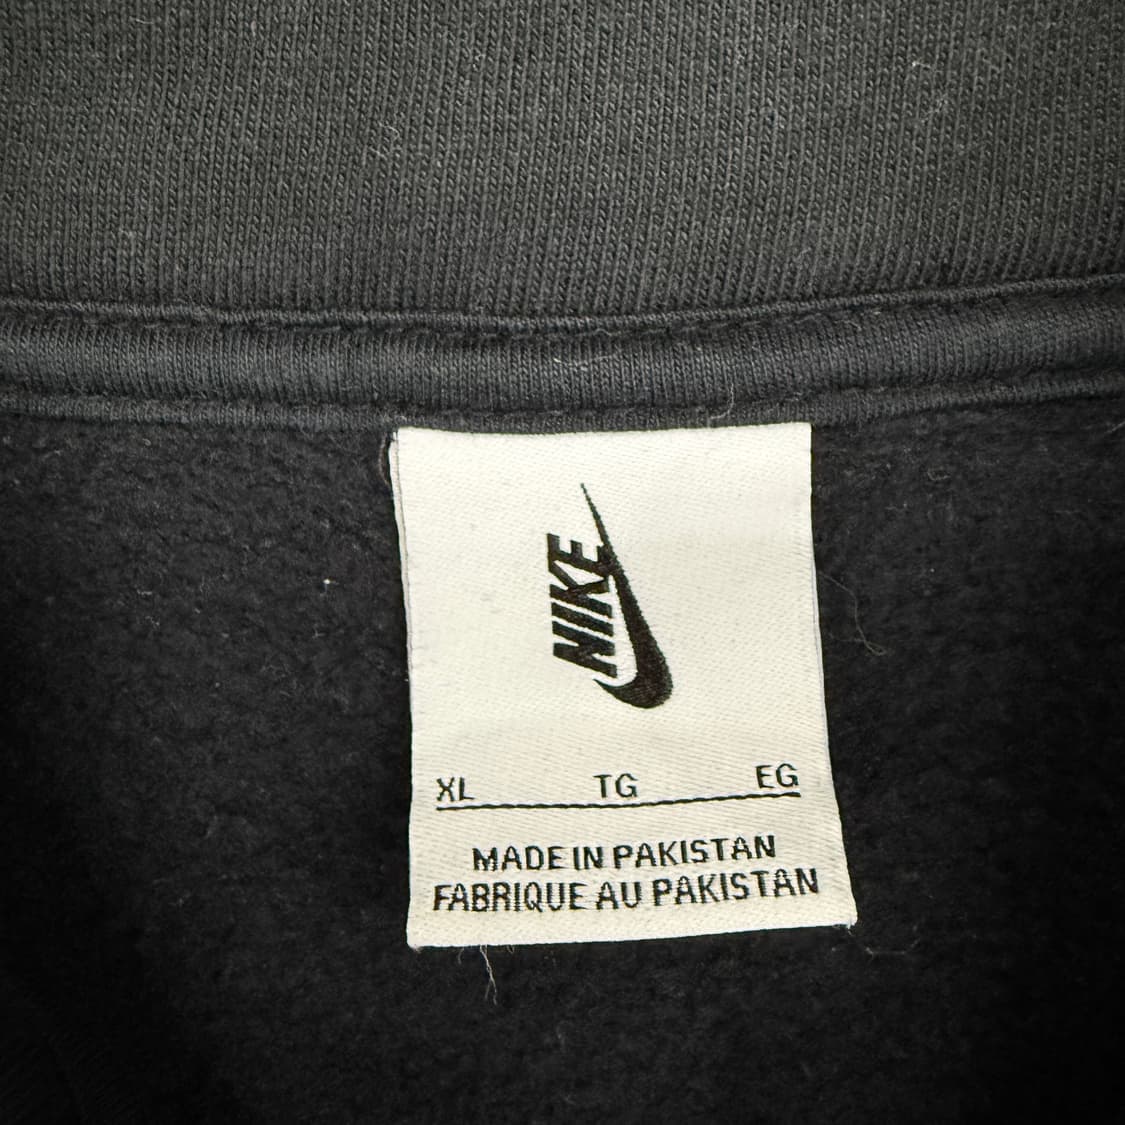 NIKE
XL TG EG
MADE IN PAKISTAN
FABRIQUE AU PAKISTAN